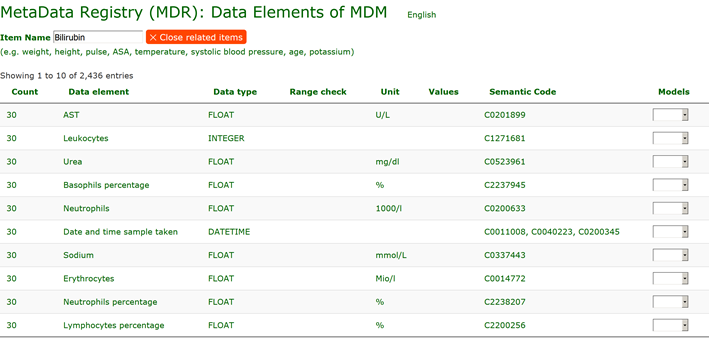 MetaData Registry (MDR): Data Elements of MDM English
Item Name Bilirubin × Close related items
(e.g. weight, height, pulse, ASA, temperature, systolic blood pressure, age, potassium)
Showing 1 to 10 of 2,436 entries
Count Data element Data type Range check Unit Values Semantic Code Models
30 AST FLOAT U/L C0201899
30 Leukocytes INTEGER C1271681
30 Urea FLOAT mg/dl C0523961
30 Basophils percentage FLOAT % C2237945
30 Neutrophils FLOAT 1000/l C0200633
30 Date and time sample taken DATETIME C0011008, C0040223, C0200345
30 Sodium FLOAT mmol/L C0337443
30 Erythrocytes FLOAT Mio/l C0014772
30 Neutrophils percentage FLOAT % C2238207
30 Lymphocytes percentage FLOAT % C2200256